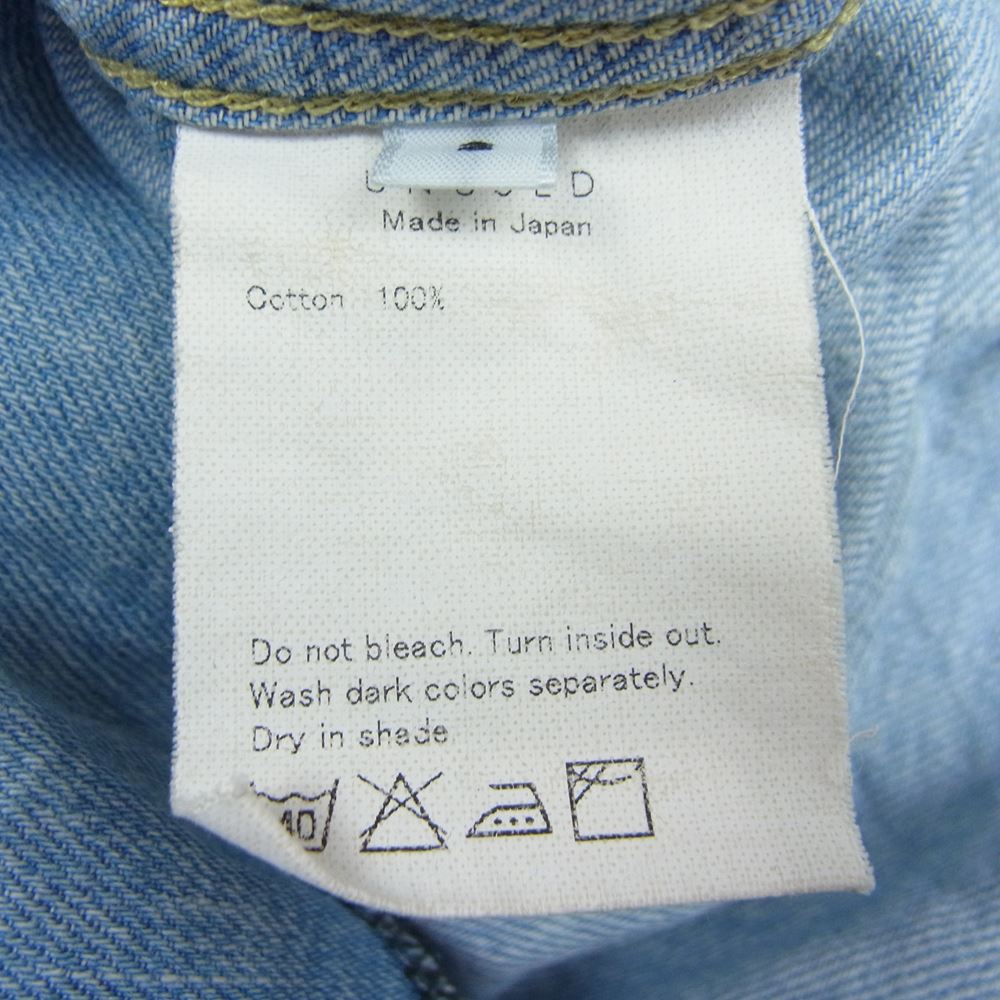 Made in Japan
Cotton 100%
Do not bleach. Turn inside out.
Wash dark colors separately.
Dry in shade
40